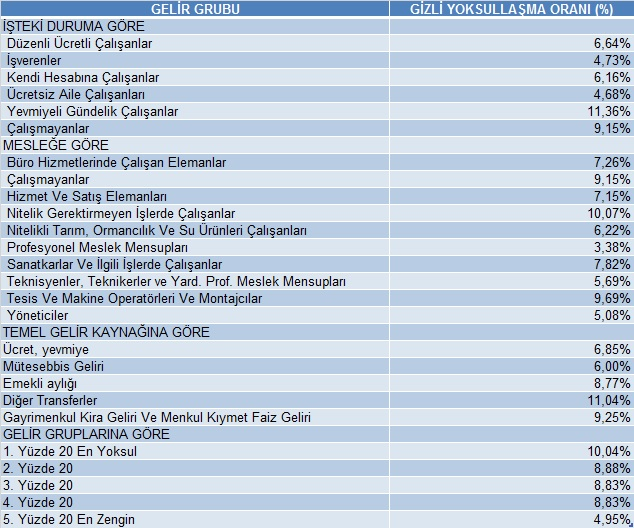 GELİR GRUBU GİZLİ YOKSULLAŞMA ORANI (%)
İŞTEKİ DURUMA GÖRE
Düzenli Ücretli Çalışanlar 6,64%
İşverenler 4,73%
Kendi Hesabına Çalışanlar 6,16%
Ücretsiz Aile Çalışanları 4,68%
Yevmiyeli Gündelik Çalışanlar 11,36%
Çalışmayanlar 9,15%
MESLEĞE GÖRE
Büro Hizmetlerinde Çalışan Elemanlar 7,26%
Çalışmayanlar 9,15%
Hizmet Ve Satış Elemanları 7,15%
Nitelik Gerektirmeyen İşlerde Çalışanlar 10,07%
Nitelikli Tarım, Ormancılık Ve Su Ürünleri Çalışanları 6,22%
Profesyonel Meslek Mensupları 3,38%
Sanatkarlar Ve İlgili İşlerde Çalışanlar 7,82%
Teknisyenler, Teknikerler ve Yard. Prof. Meslek Mensupları 5,69%
Tesis Ve Makine Operatörleri Ve Montajcılar 9,69%
Yöneticiler 5,08%
TEMEL GELİR KAYNAĞINA GÖRE
Ücret, yevmiye 6,85%
Mütesebbis Geliri 6,00%
Emekli aylığı 8,77%
Diğer Transferler 11,04%
Gayrimenkul Kira Geliri Ve Menkul Kıymet Faiz Geliri 9,25%
GELİR GRUPLARINA GÖRE
1. Yüzde 20 En Yoksul 10,04%
2. Yüzde 20 8,88%
3. Yüzde 20 8,83%
4. Yüzde 20 8,83%
5. Yüzde 20 En Zengin 4,95%